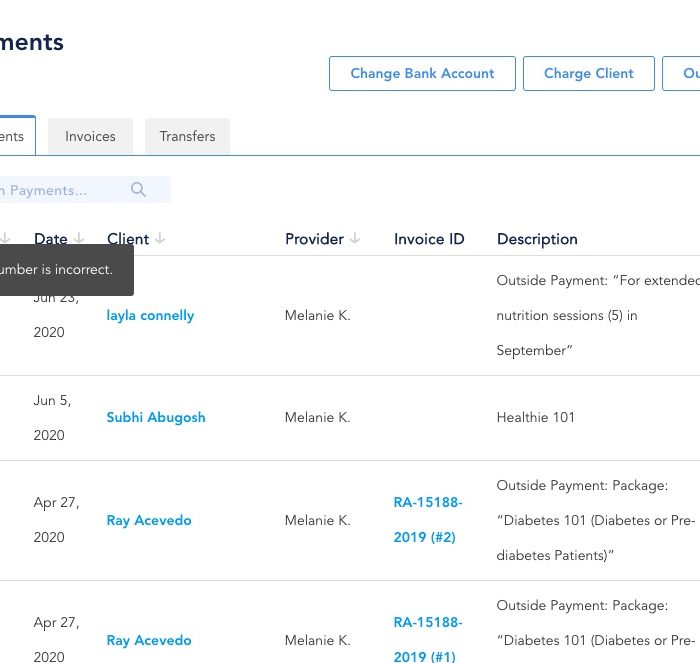 ments
Change Bank Account
Charge Client
Ou
ents
Invoices
Transfers
n Payments...
Date
Client
Provider
Invoice ID
Description
umber is incorrect.
Jun 23,
2020
layla connelly
Melanie K.
Outside Payment: “For extended
nutrition sessions (5) in
September”
Jun 5,
2020
Subhi Abugosh
Melanie K.
Healthie 101
Apr 27,
2020
Ray Acevedo
Melanie K.
RA-15188-
2019 (#2)
Outside Payment: Package:
“Diabetes 101 (Diabetes or Pre-
diabetes Patients)”
Apr 27,
2020
Ray Acevedo
Melanie K.
RA-15188-
2019 (#1)
Outside Payment: Package:
“Diabetes 101 (Diabetes or Pre-